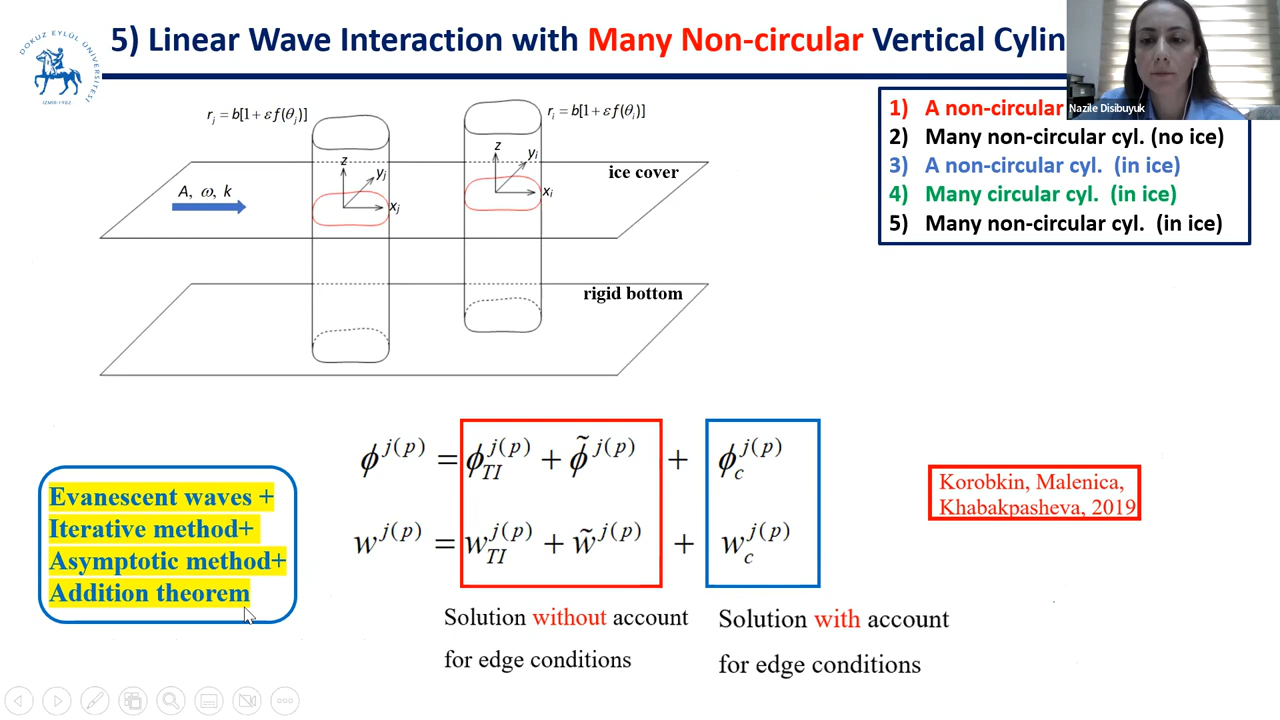 DOKUZ EYLÜL ÜNİVERSİTESİ
İZMİR-1982
5) Linear Wave Interaction with Many Non-circular Vertical Cylin
Nazile Disibuyuk
r_j = b[1+ εf(θ_j)]
r_i = b[1+ εf(θ_i)]
1) A non-circular
2) Many non-circular cyl. (no ice)
3) A non-circular cyl. (in ice)
4) Many circular cyl. (in ice)
5) Many non-circular cyl. (in ice)
z
y_i
x_i
ice cover
z
y_j
x_j
A, ω, k
rigid bottom
ϕ^{j(p)} = ϕ_{TI}^{j(p)} + ϕ̃^{j(p)} + ϕ_c^{j(p)}
w^{j(p)} = w_{TI}^{j(p)} + w̃^{j(p)} + w_c^{j(p)}
Korobkin, Malenica,
Khabakpasheva, 2019
Evanescent waves +
Iterative method+
Asymptotic method+
Addition theorem
Solution without account
for edge conditions
Solution with account
for edge conditions